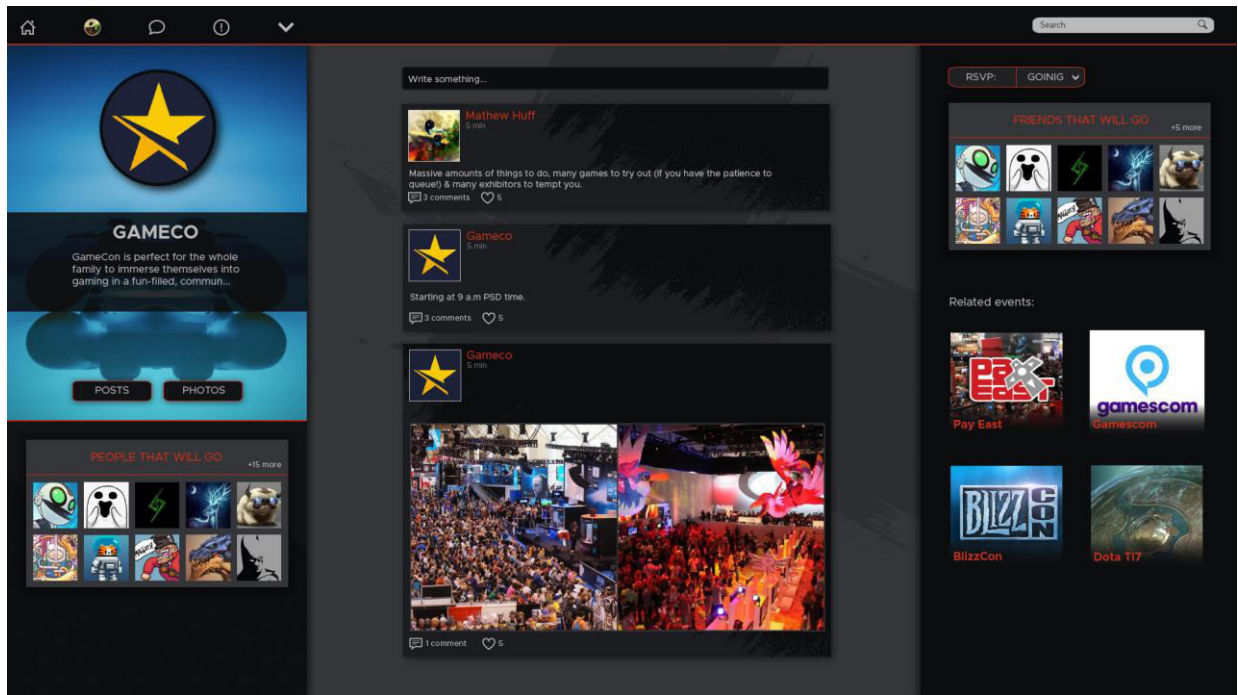 Search
GAMECO
GameCon is perfect for the whole
family to immerse themselves into
gaming in a fun-filled, commun...
POSTS
PHOTOS
PEOPLE THAT WILL GO
+15 more
Write something...
Mathew Huff
5 min
Massive amounts of things to do, many games to try out (if you have the patience to
queue!) & many exhibitors to tempt you.
3 comments
5
Gameco
5 min
Starting at 9 a.m PSD time.
3 comments
5
Gameco
5 min
1 comment
5
RSVP:
GOINIG
FRIENDS THAT WILL GO
+5 more
Related events:
PAX
EAST
Pay East
gamescom
Gamescom
BLIZZ
CON
BlizzCon
Dota TI7